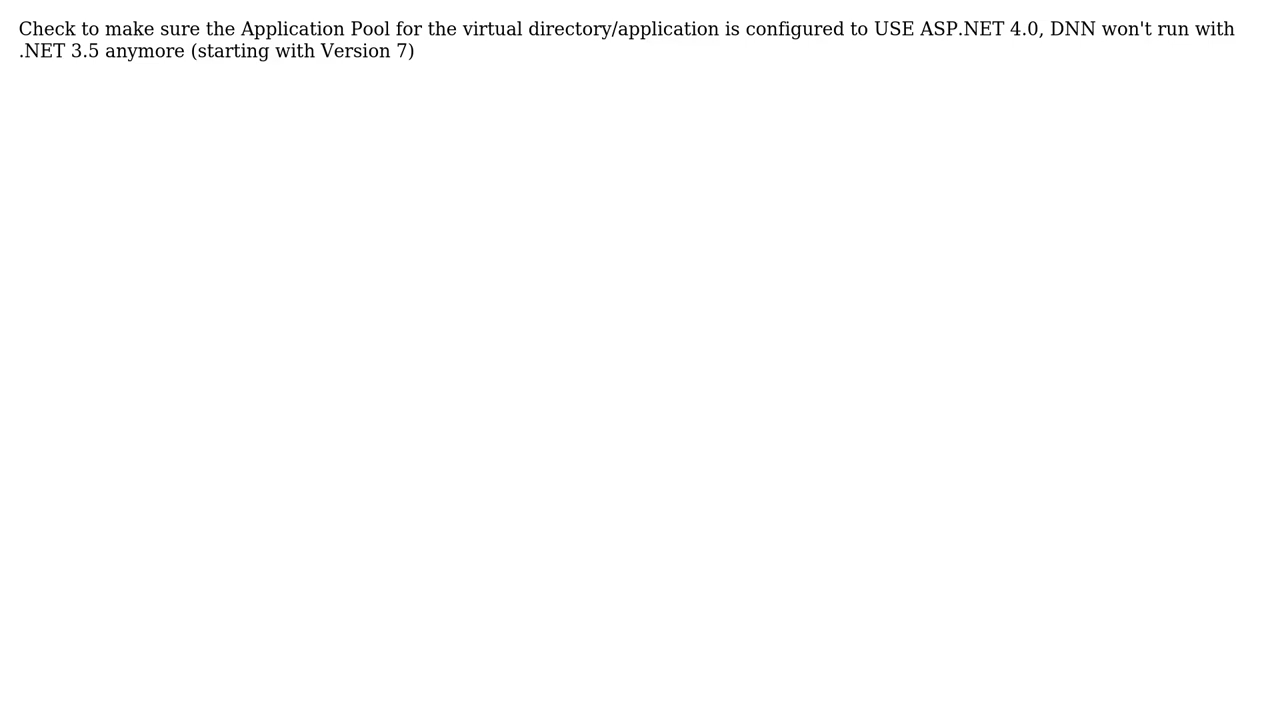 Check to make sure the Application Pool for the virtual directory/application is configured to USE ASP.NET 4.0, DNN won't run with
.NET 3.5 anymore (starting with Version 7)